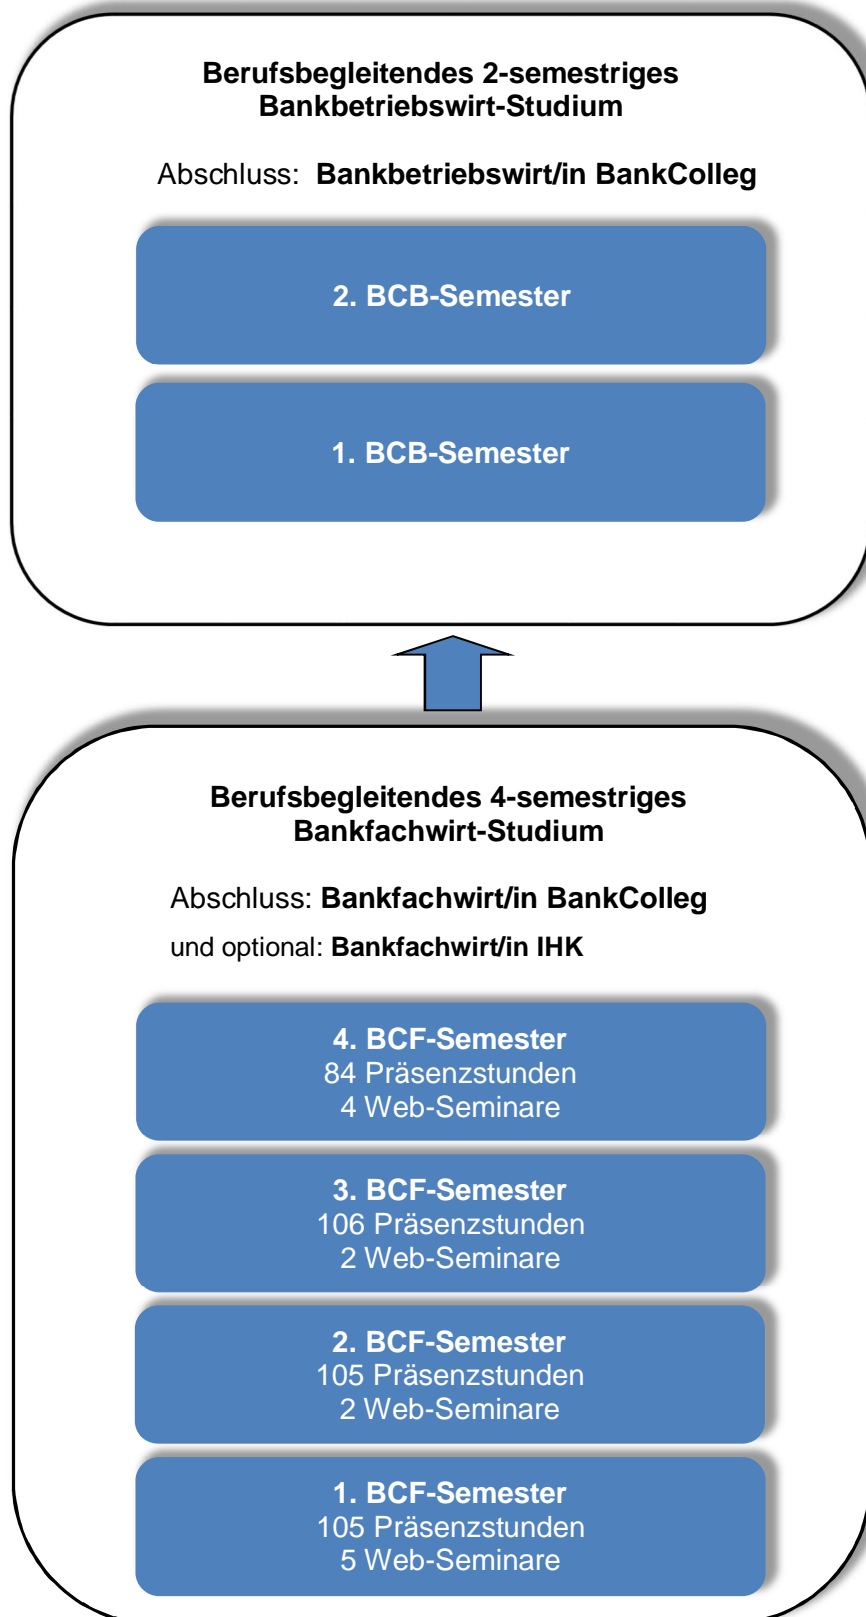 Berufsbegleitendes 2-semestriges
Bankbetriebswirt-Studium
Abschluss: Bankbetriebswirt/in BankColleg
2. BCB-Semester
1. BCB-Semester
Berufsbegleitendes 4-semestriges
Bankfachwirt-Studium
Abschluss: Bankfachwirt/in BankColleg
und optional: Bankfachwirt/in IHK
4. BCF-Semester
84 Präsenzstunden
4 Web-Seminare
3. BCF-Semester
106 Präsenzstunden
2 Web-Seminare
2. BCF-Semester
105 Präsenzstunden
2 Web-Seminare
1. BCF-Semester
105 Präsenzstunden
5 Web-Seminare